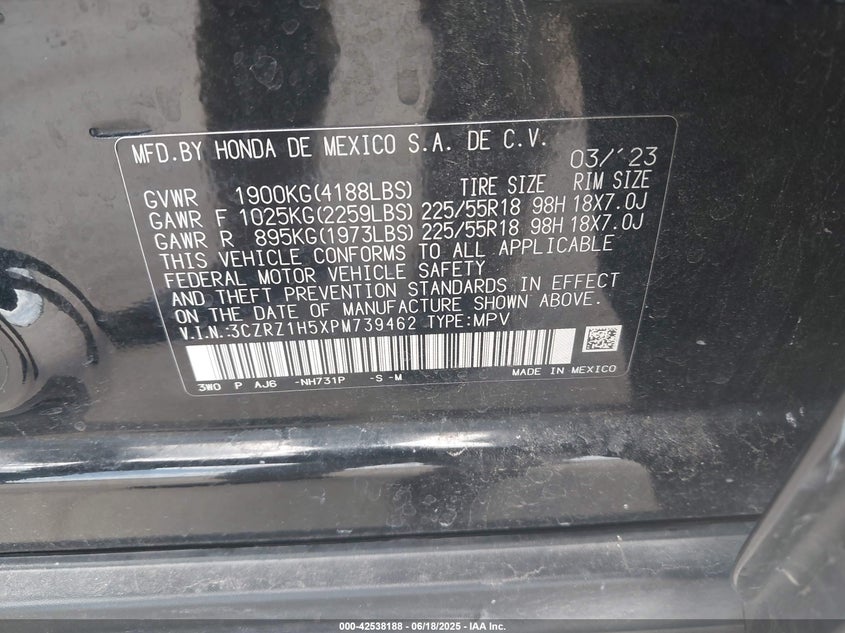 MFD.BY HONDA DE MEXICO S.A. DE C.V. 03/'23
GVWR 1900KG(4188LBS) TIRE SIZE RIM SIZE
GAWR F 1025KG(2259LBS) 225/55R18 98H 18X7.0J
GAWR R 895KG(1973LBS) 225/55R18 98H 18X7.0J
THIS VEHICLE CONFORMS TO ALL APPLICABLE
FEDERAL MOTOR VEHICLE SAFETY
AND THEFT PREVENTION STANDARDS IN EFFECT
ON THE DATE OF MANUFACTURE SHOWN ABOVE.
V.I.N.:3CZRZ1H5XPM739462 TYPE:MPV
3W0 P AJ6 -NH731P -S-M MADE IN MEXICO
000-42538188 - 06/18/2025 - IAA Inc.